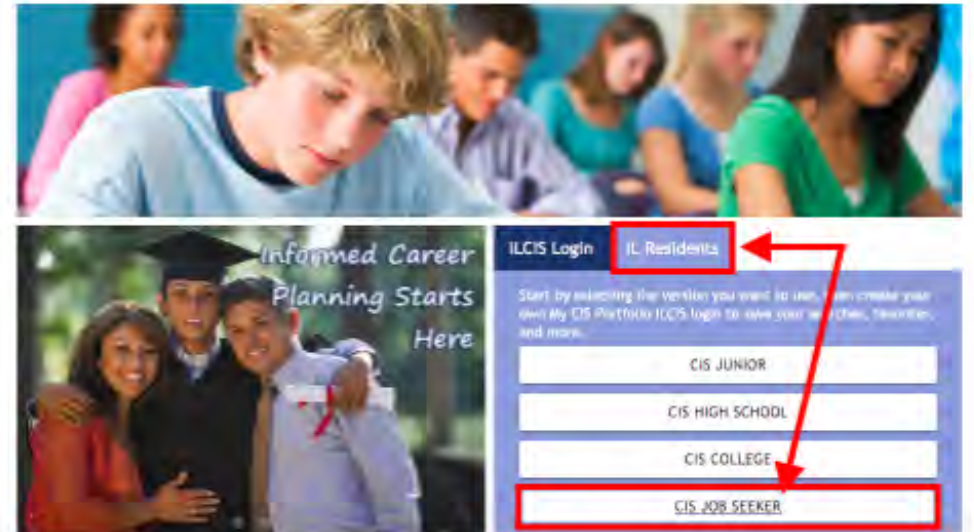 Informed Career
Planning Starts
Here
ILCIS Login
IL Residents
Start by selecting the version you want to use, then create your
own My CIS Portfolio ILCIS login to save your searches, favorites,
and more.
CIS JUNIOR
CIS HIGH SCHOOL
CIS COLLEGE
CIS JOB SEEKER